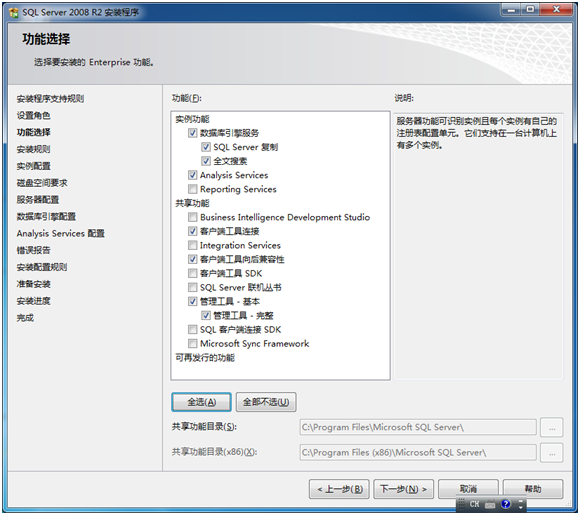 SQL Server 2008 R2 安装程序
功能选择
选择要安装的 Enterprise 功能。
安装程序支持规则
设置角色
功能选择
安装规则
实例配置
磁盘空间要求
服务器配置
数据库引擎配置
Analysis Services 配置
错误报告
安装配置规则
准备安装
安装进度
完成
功能(F):
实例功能
数据库引擎服务
SQL Server 复制
全文搜索
Analysis Services
Reporting Services
共享功能
Business Intelligence Development Studio
客户端工具连接
Integration Services
客户端工具向后兼容性
客户端工具 SDK
SQL Server 联机丛书
管理工具 - 基本
管理工具 - 完整
SQL 客户端连接 SDK
Microsoft Sync Framework
可再发行的功能
说明:
服务器功能可识别实例且每个实例有自己的
注册表配置单元。它们支持在一台计算机上
有多个实例。
全选(A)
全部不选(U)
共享功能目录(S):
C:\Program Files\Microsoft SQL Server\
...
共享功能目录(x86)(X):
C:\Program Files (x86)\Microsoft SQL Server\
...
< 上一步(B)
下一步(N) >
取消
帮助
CH
?